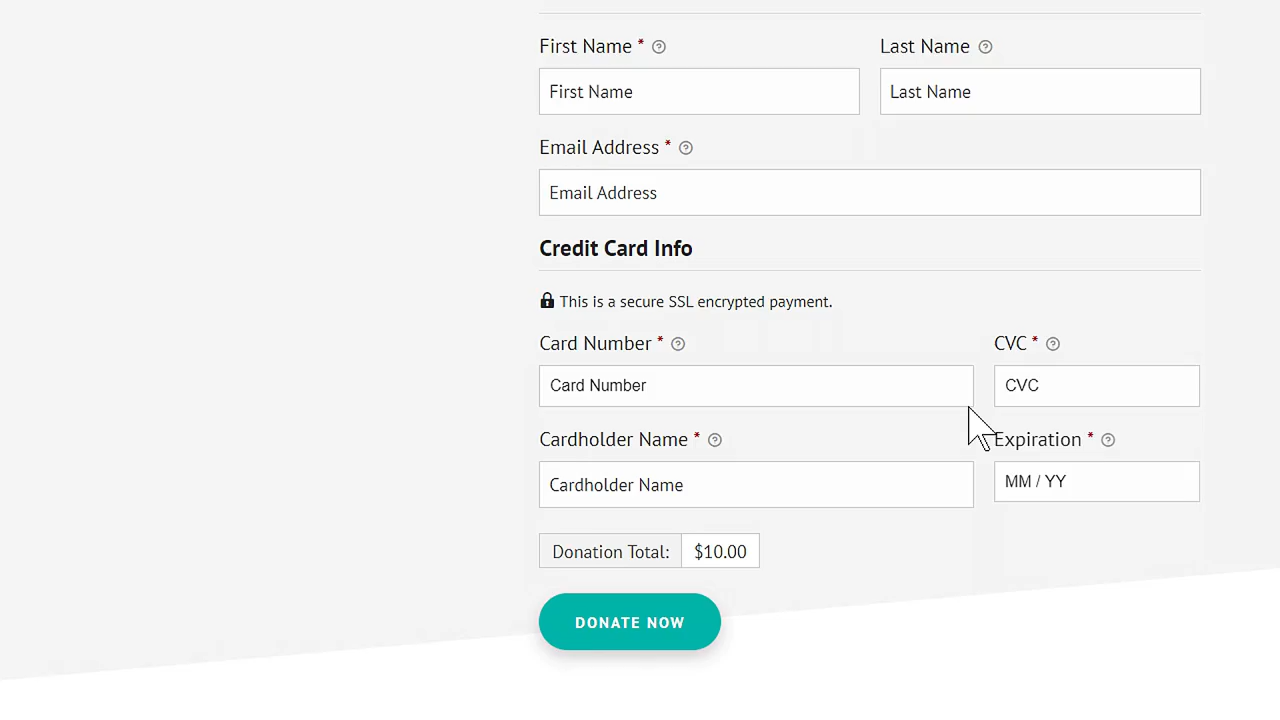 First Name * Last Name
First Name Last Name
Email Address *
Email Address
Credit Card Info
This is a secure SSL encrypted payment.
Card Number * CVC *
Card Number CVC
Cardholder Name * Expiration *
Cardholder Name MM / YY
Donation Total: $10.00
DONATE NOW